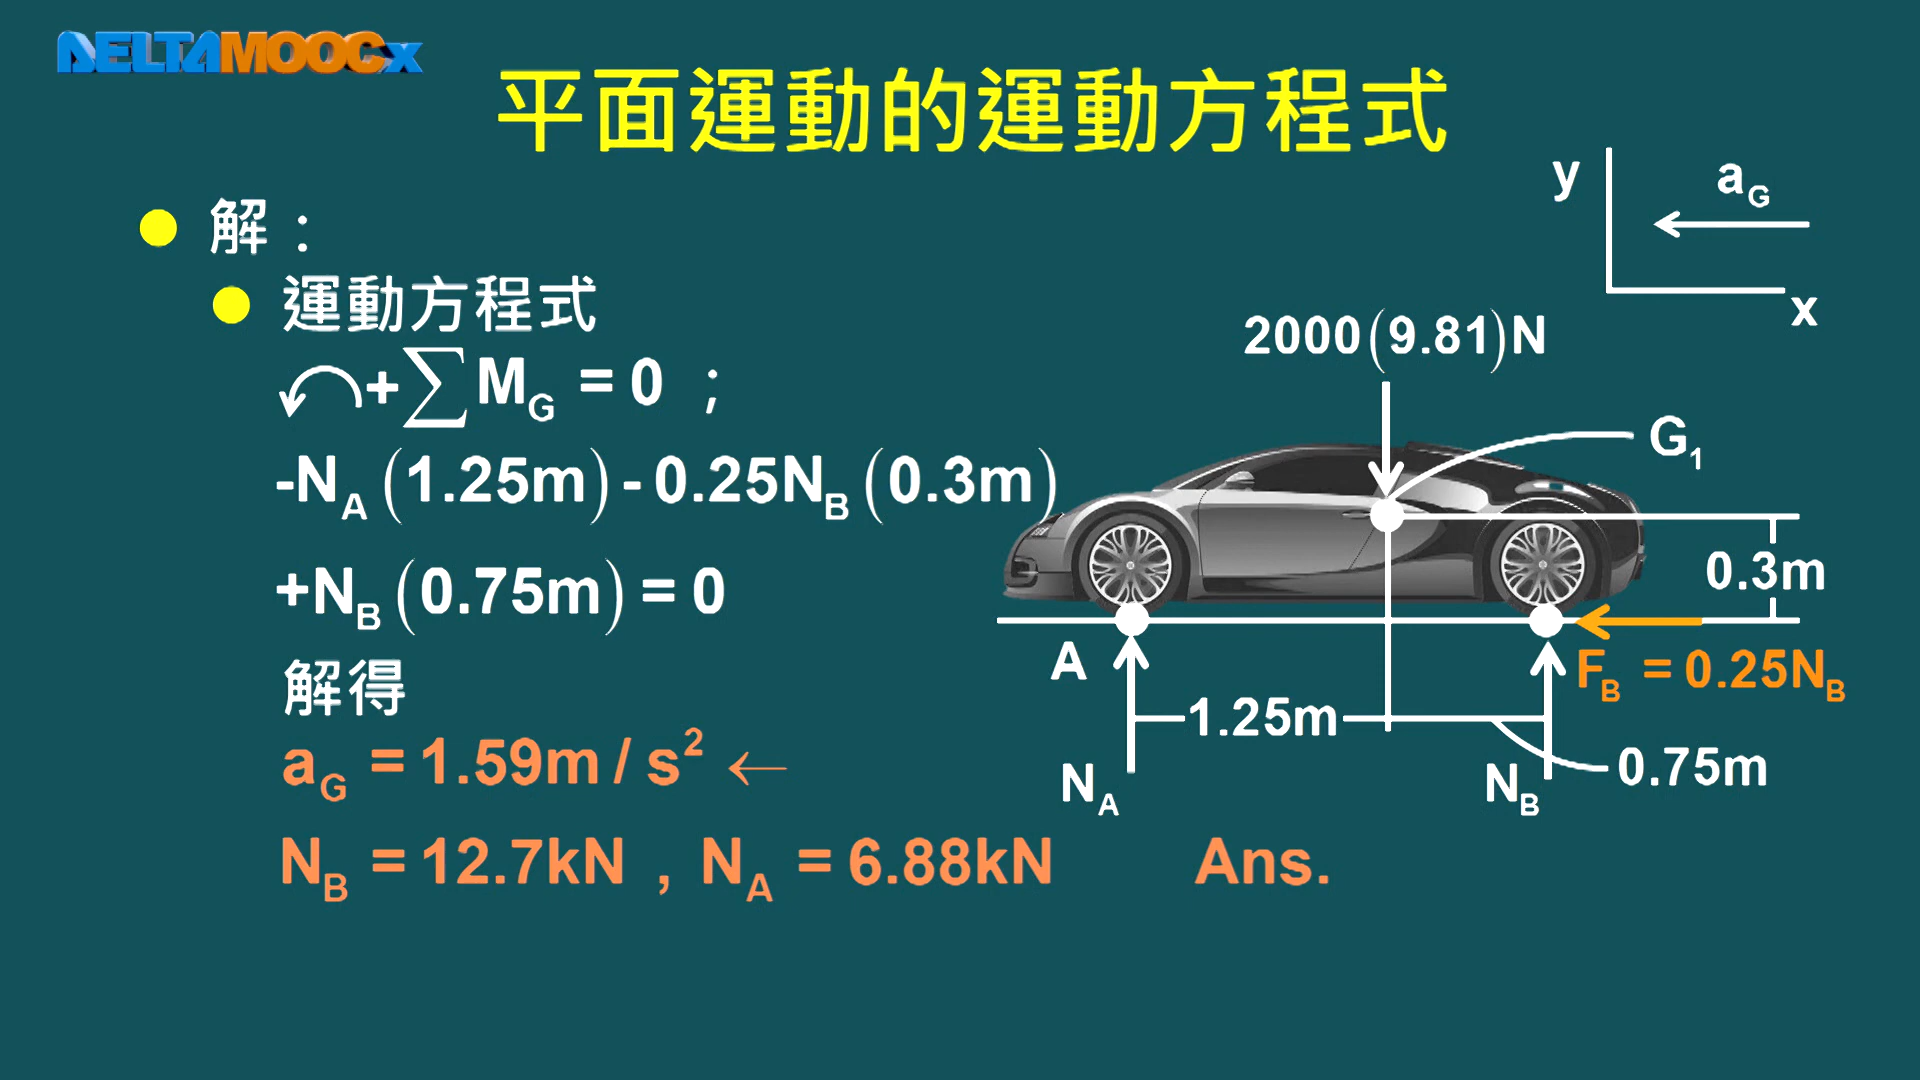 DELTAMOOCx
平面運動的運動方程式
解：
運動方程式
+∑M_G = 0 ；
-N_A (1.25m) - 0.25N_B (0.3m)
+N_B (0.75m) = 0
解得
a_G = 1.59m / s² ←
N_B = 12.7kN , N_A = 6.88kN Ans.
y
a_G
x
2000(9.81)N
G₁
0.3m
A
F_B = 0.25N_B
1.25m
N_A
N_B
0.75m